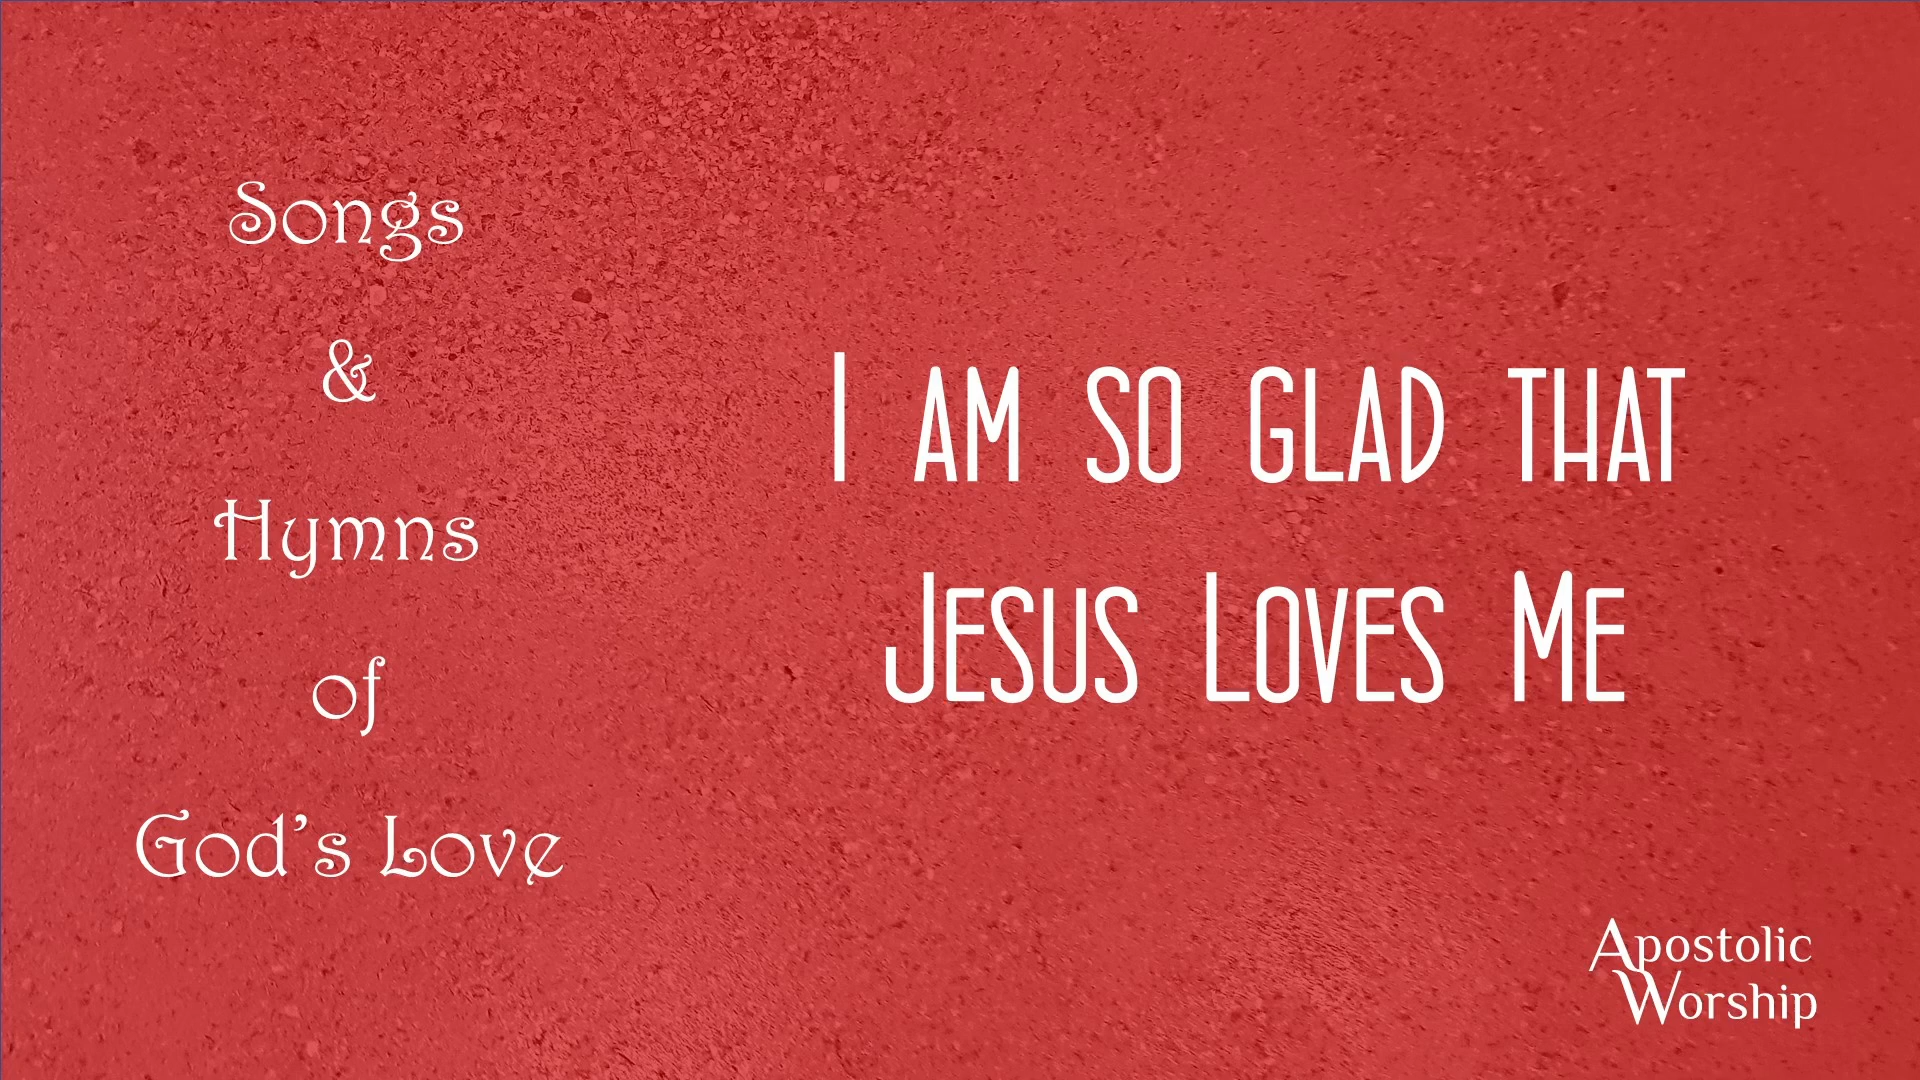 Songs
&
Hymns
of
God's Love
I am so glad that
Jesus Loves Me
Apostolic
Worship